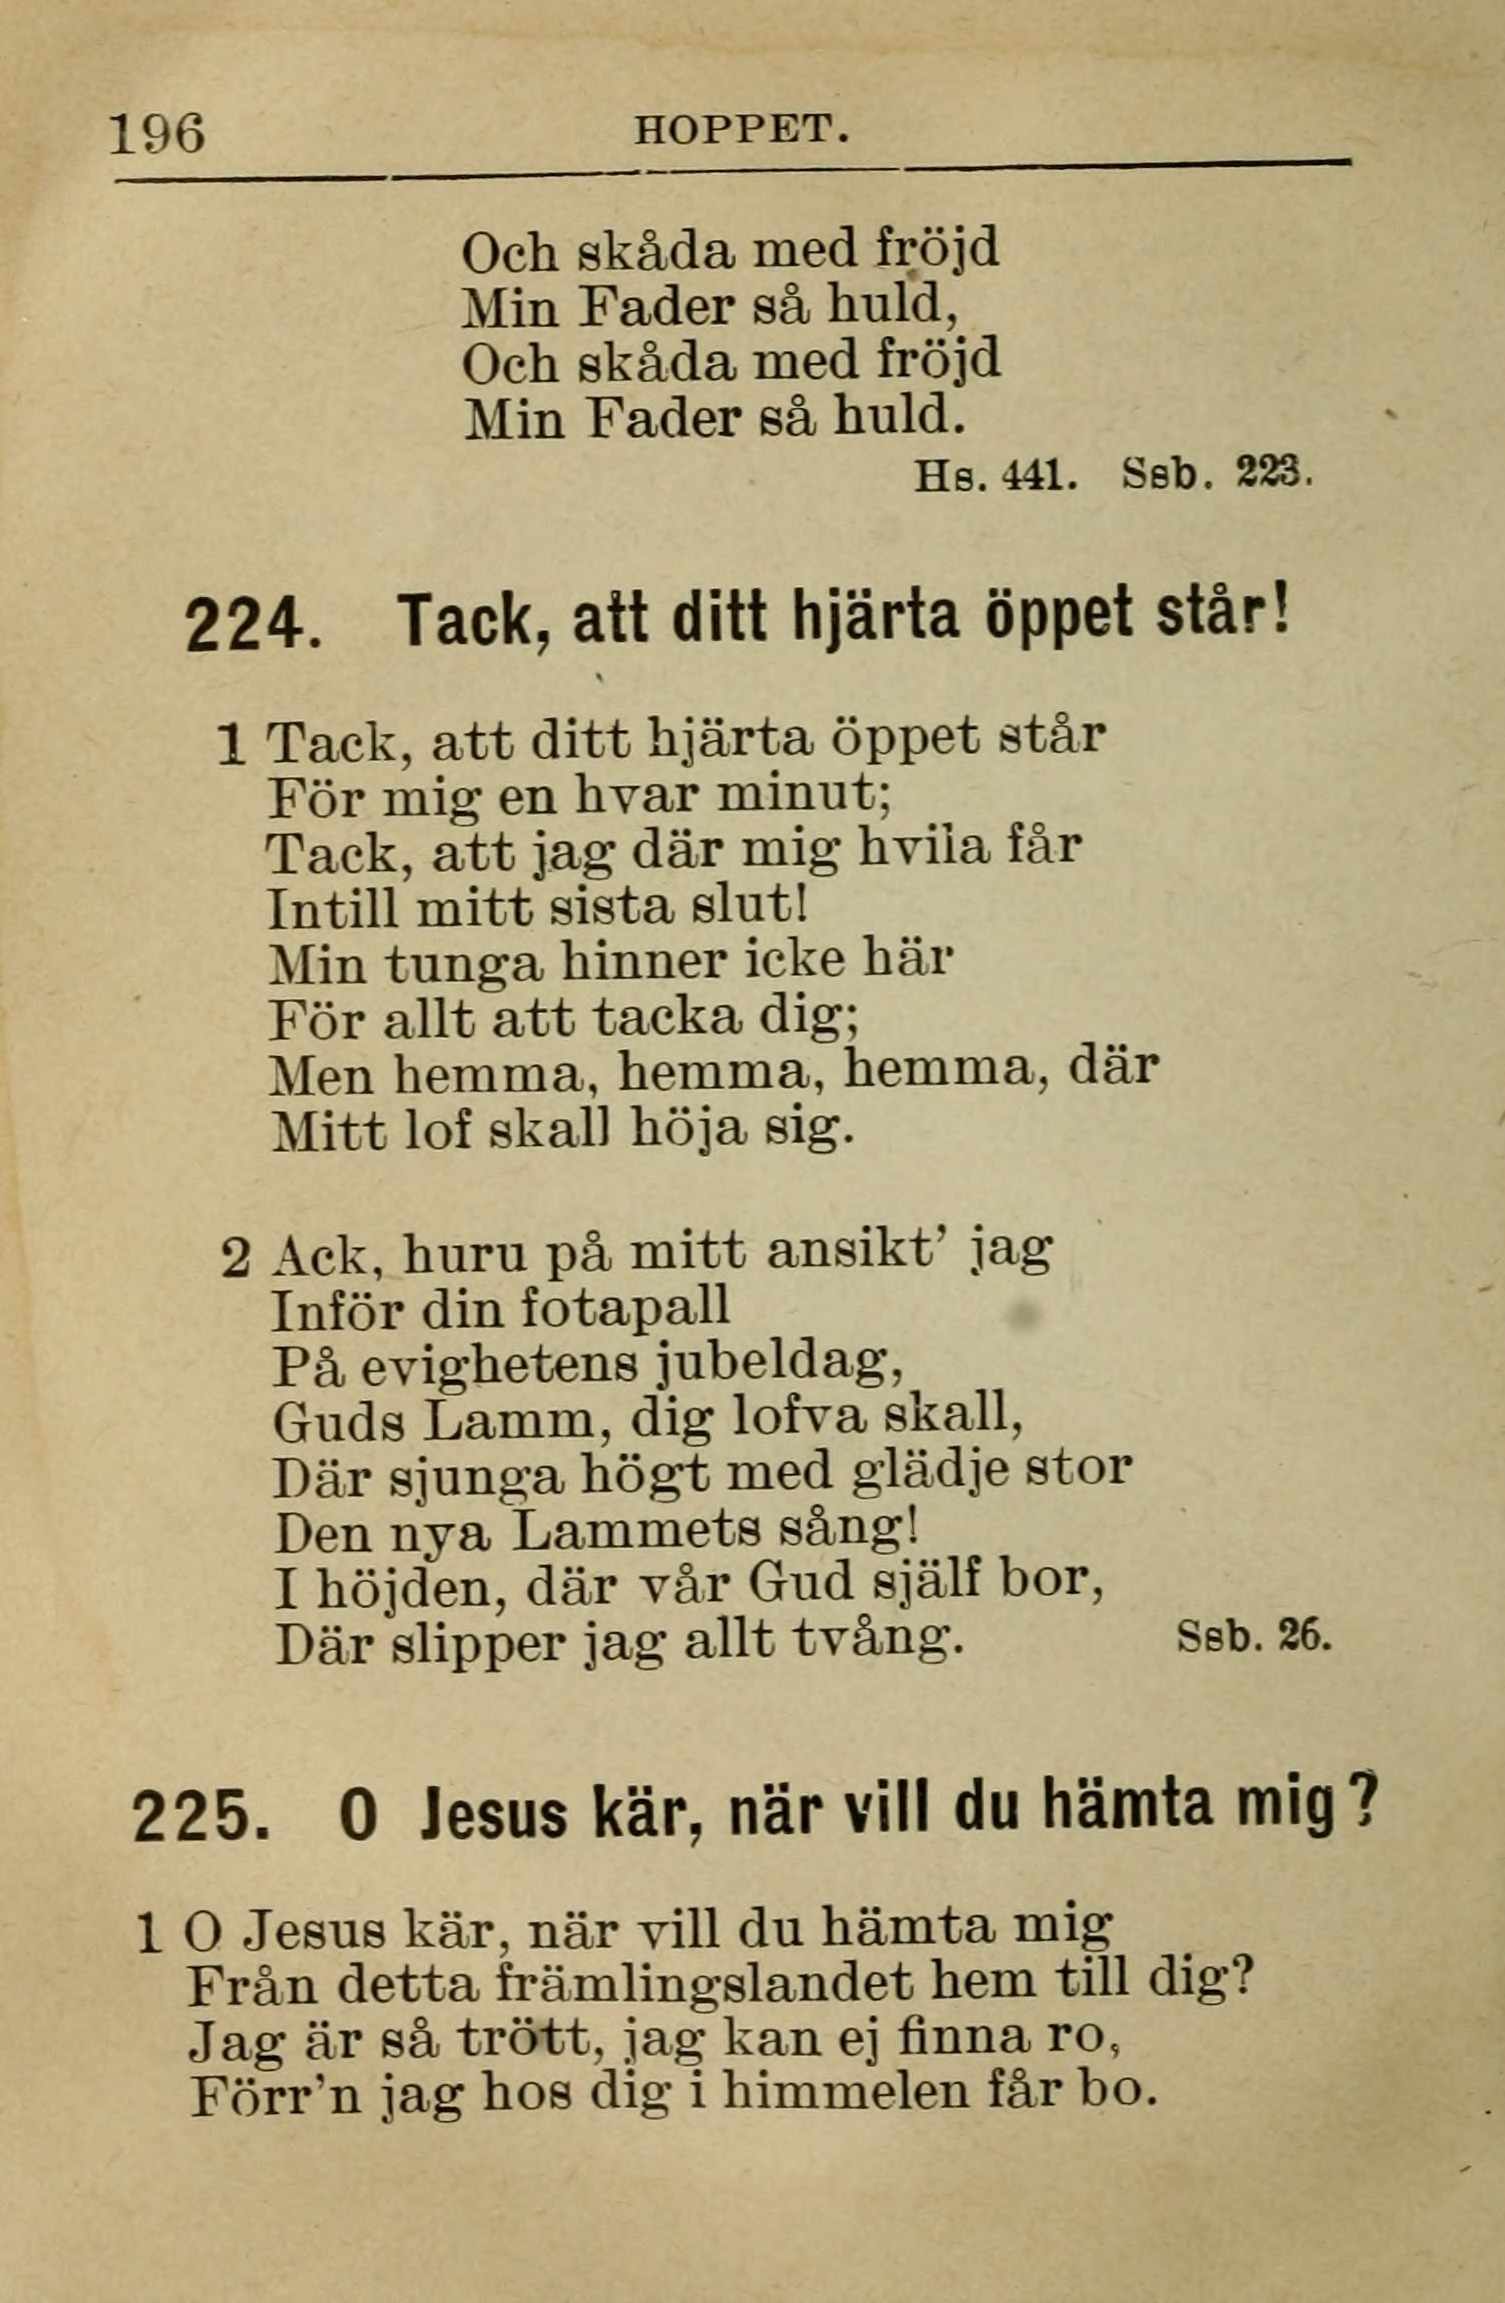 196 HOPPET.
Och skåda med fröjd
Min Fader så huld,
Och skåda med fröjd
Min Fader så huld.
Hs. 441. Ssb. 223.
224. Tack, att ditt hjärta öppet står!
1 Tack, att ditt hjärta öppet står
För mig en hvar minut;
Tack, att jag där mig hvila får
Intill mitt sista slut!
Min tunga hinner icke här
För allt att tacka dig;
Men hemma, hemma, hemma, där
Mitt lof skall höja sig.
2 Ack, huru på mitt ansikt’ jag
Inför din fotapall
På evighetens jubeldag,
Guds Lamm, dig lofva skall,
Där sjunga högt med glädje stor
Den nya Lammets sång!
I höjden, där vår Gud själf bor,
Där slipper jag allt tvång. Ssb. 26.
225. O Jesus kär, när vill du hämta mig?
1 O Jesus kär, när vill du hämta mig
Från detta främlingslandet hem till dig?
Jag är så trött, jag kan ej finna ro,
Förr’n jag hos dig i himmelen får bo.